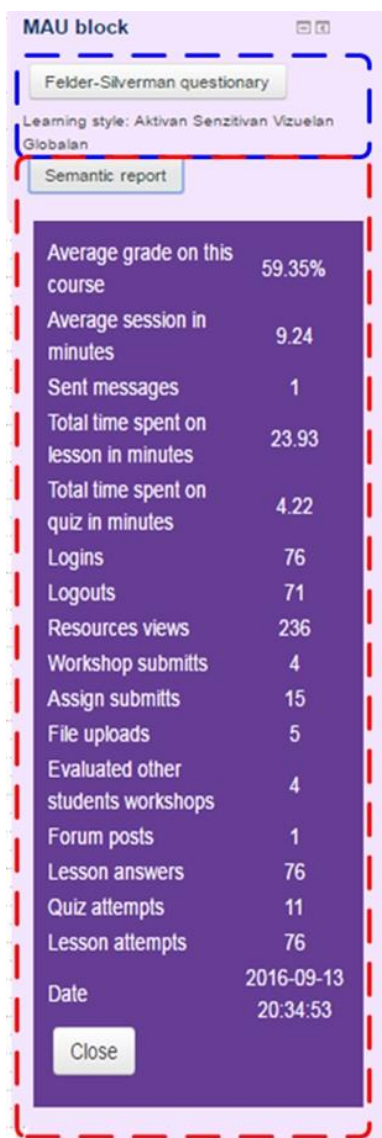 MAU block
Felder-Silverman questionary
Learning style: Aktivan Senzitivan Vizuelan
Globalan
Semantic report
Average grade on this
course 59.35%
Average session in
minutes 9.24
Sent messages 1
Total time spent on
lesson in minutes 23.93
Total time spent on
quiz in minutes 4.22
Logins 76
Logouts 71
Resources views 236
Workshop submitts 4
Assign submitts 15
File uploads 5
Evaluated other
students workshops 4
Forum posts 1
Lesson answers 76
Quiz attempts 11
Lesson attempts 76
Date 2016-09-13
20:34:53
Close